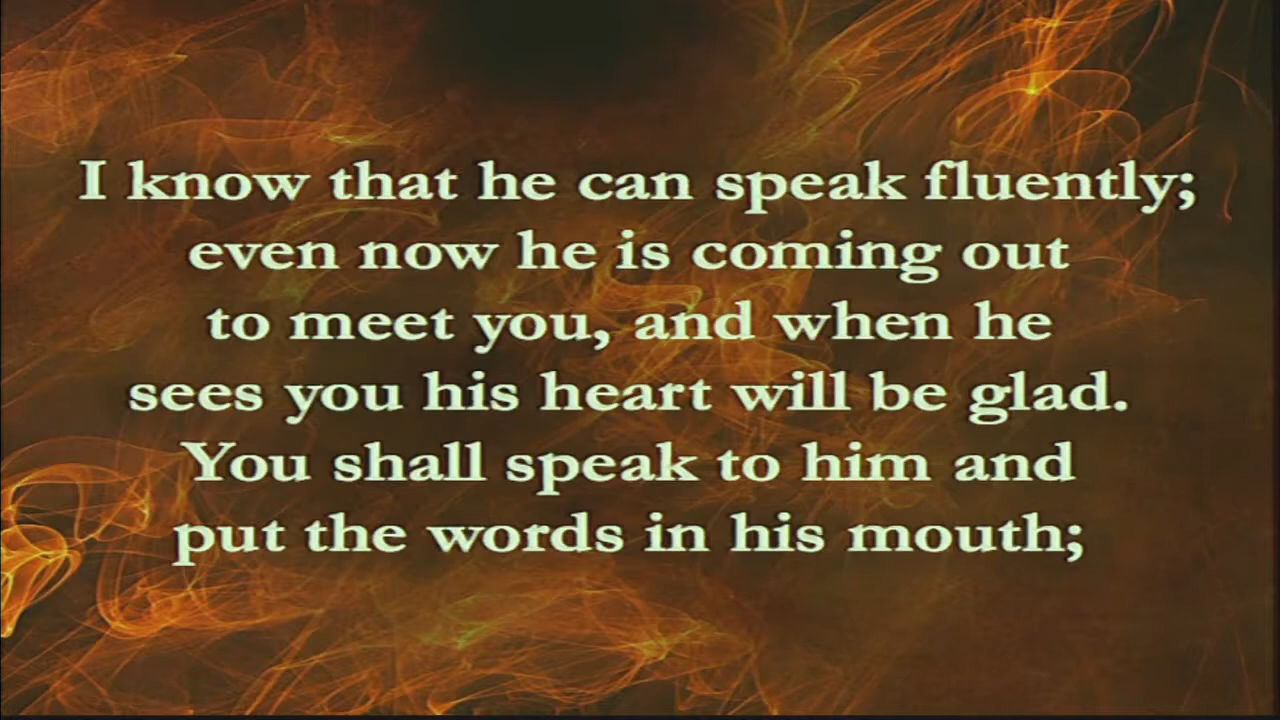 I know that he can speak fluently;
even now he is coming out
to meet you, and when he
sees you his heart will be glad.
You shall speak to him and
put the words in his mouth;